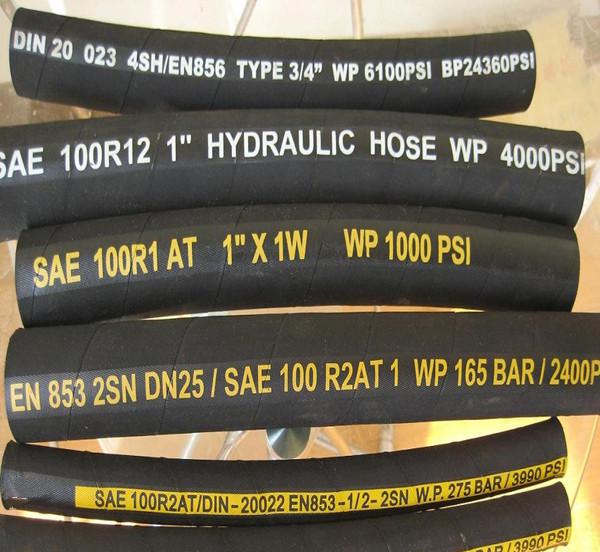 DIN 20 023 4SH/EN856 TYPE 3/4" WP 6100PSI BP24360PSI
SAE 100R12 1" HYDRAULIC HOSE WP 4000PSI
SAE 100R1 AT 1" X 1W WP 1000 PSI
EN 853 2SN DN25 / SAE 100 R2AT 1 WP 165 BAR / 2400P
SAE 100R2AT/DIN-20022 EN853-1/2-2SN W.P. 275 BAR / 3990 PSI
BAR / 3990 PSI